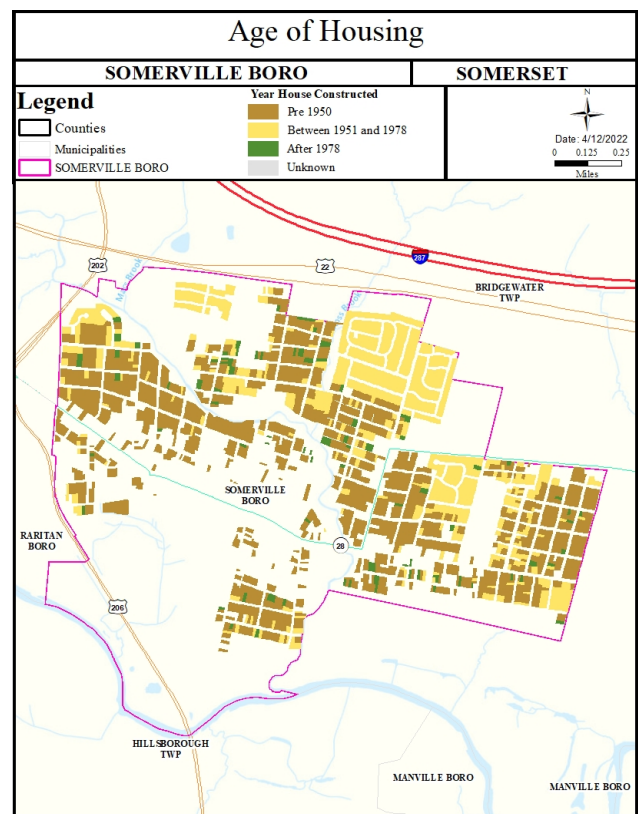 Age of Housing
SOMERVILLE BORO
SOMERSET
Legend
Counties
Municipalities
SOMERVILLE BORO
Year House Constructed
Pre 1950
Between 1951 and 1978
After 1978
Unknown
N
Date: 4/12/2022
0 0.125 0.25
Miles
287
202
22
BRIDGEWATER
TWP
Brook
Brook
SOMERVILLE
BORO
RARITAN
BORO
28
206
HILLSBOROUGH
TWP
MANVILLE BORO
MANVILLE BORO